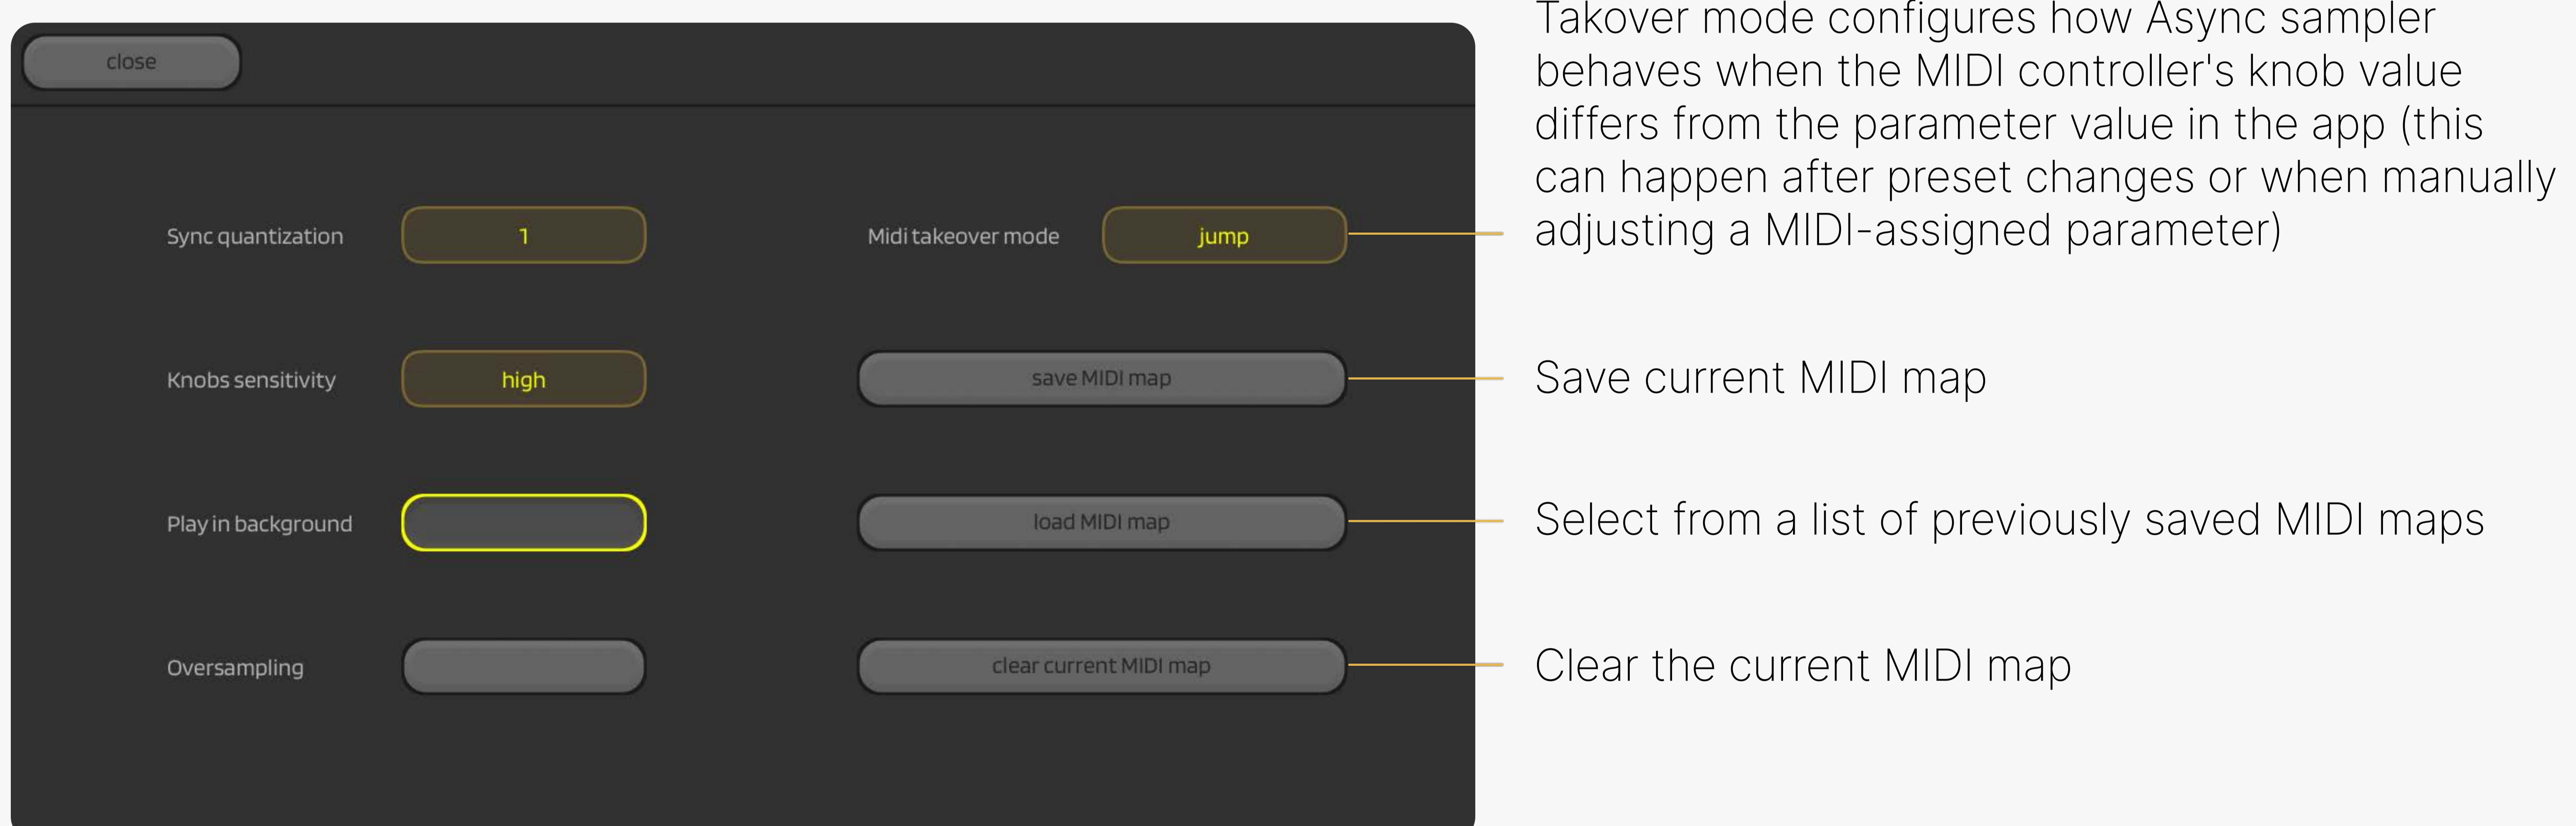 close
Sync quantization
1
Midi takeover mode
jump
Knobs sensitivity
high
save MIDI map
Play in background
load MIDI map
Oversampling
clear current MIDI map
Takover mode configures how Async sampler
behaves when the MIDI controller's knob value
differs from the parameter value in the app (this
can happen after preset changes or when manually
adjusting a MIDI-assigned parameter)
Save current MIDI map
Select from a list of previously saved MIDI maps
Clear the current MIDI map